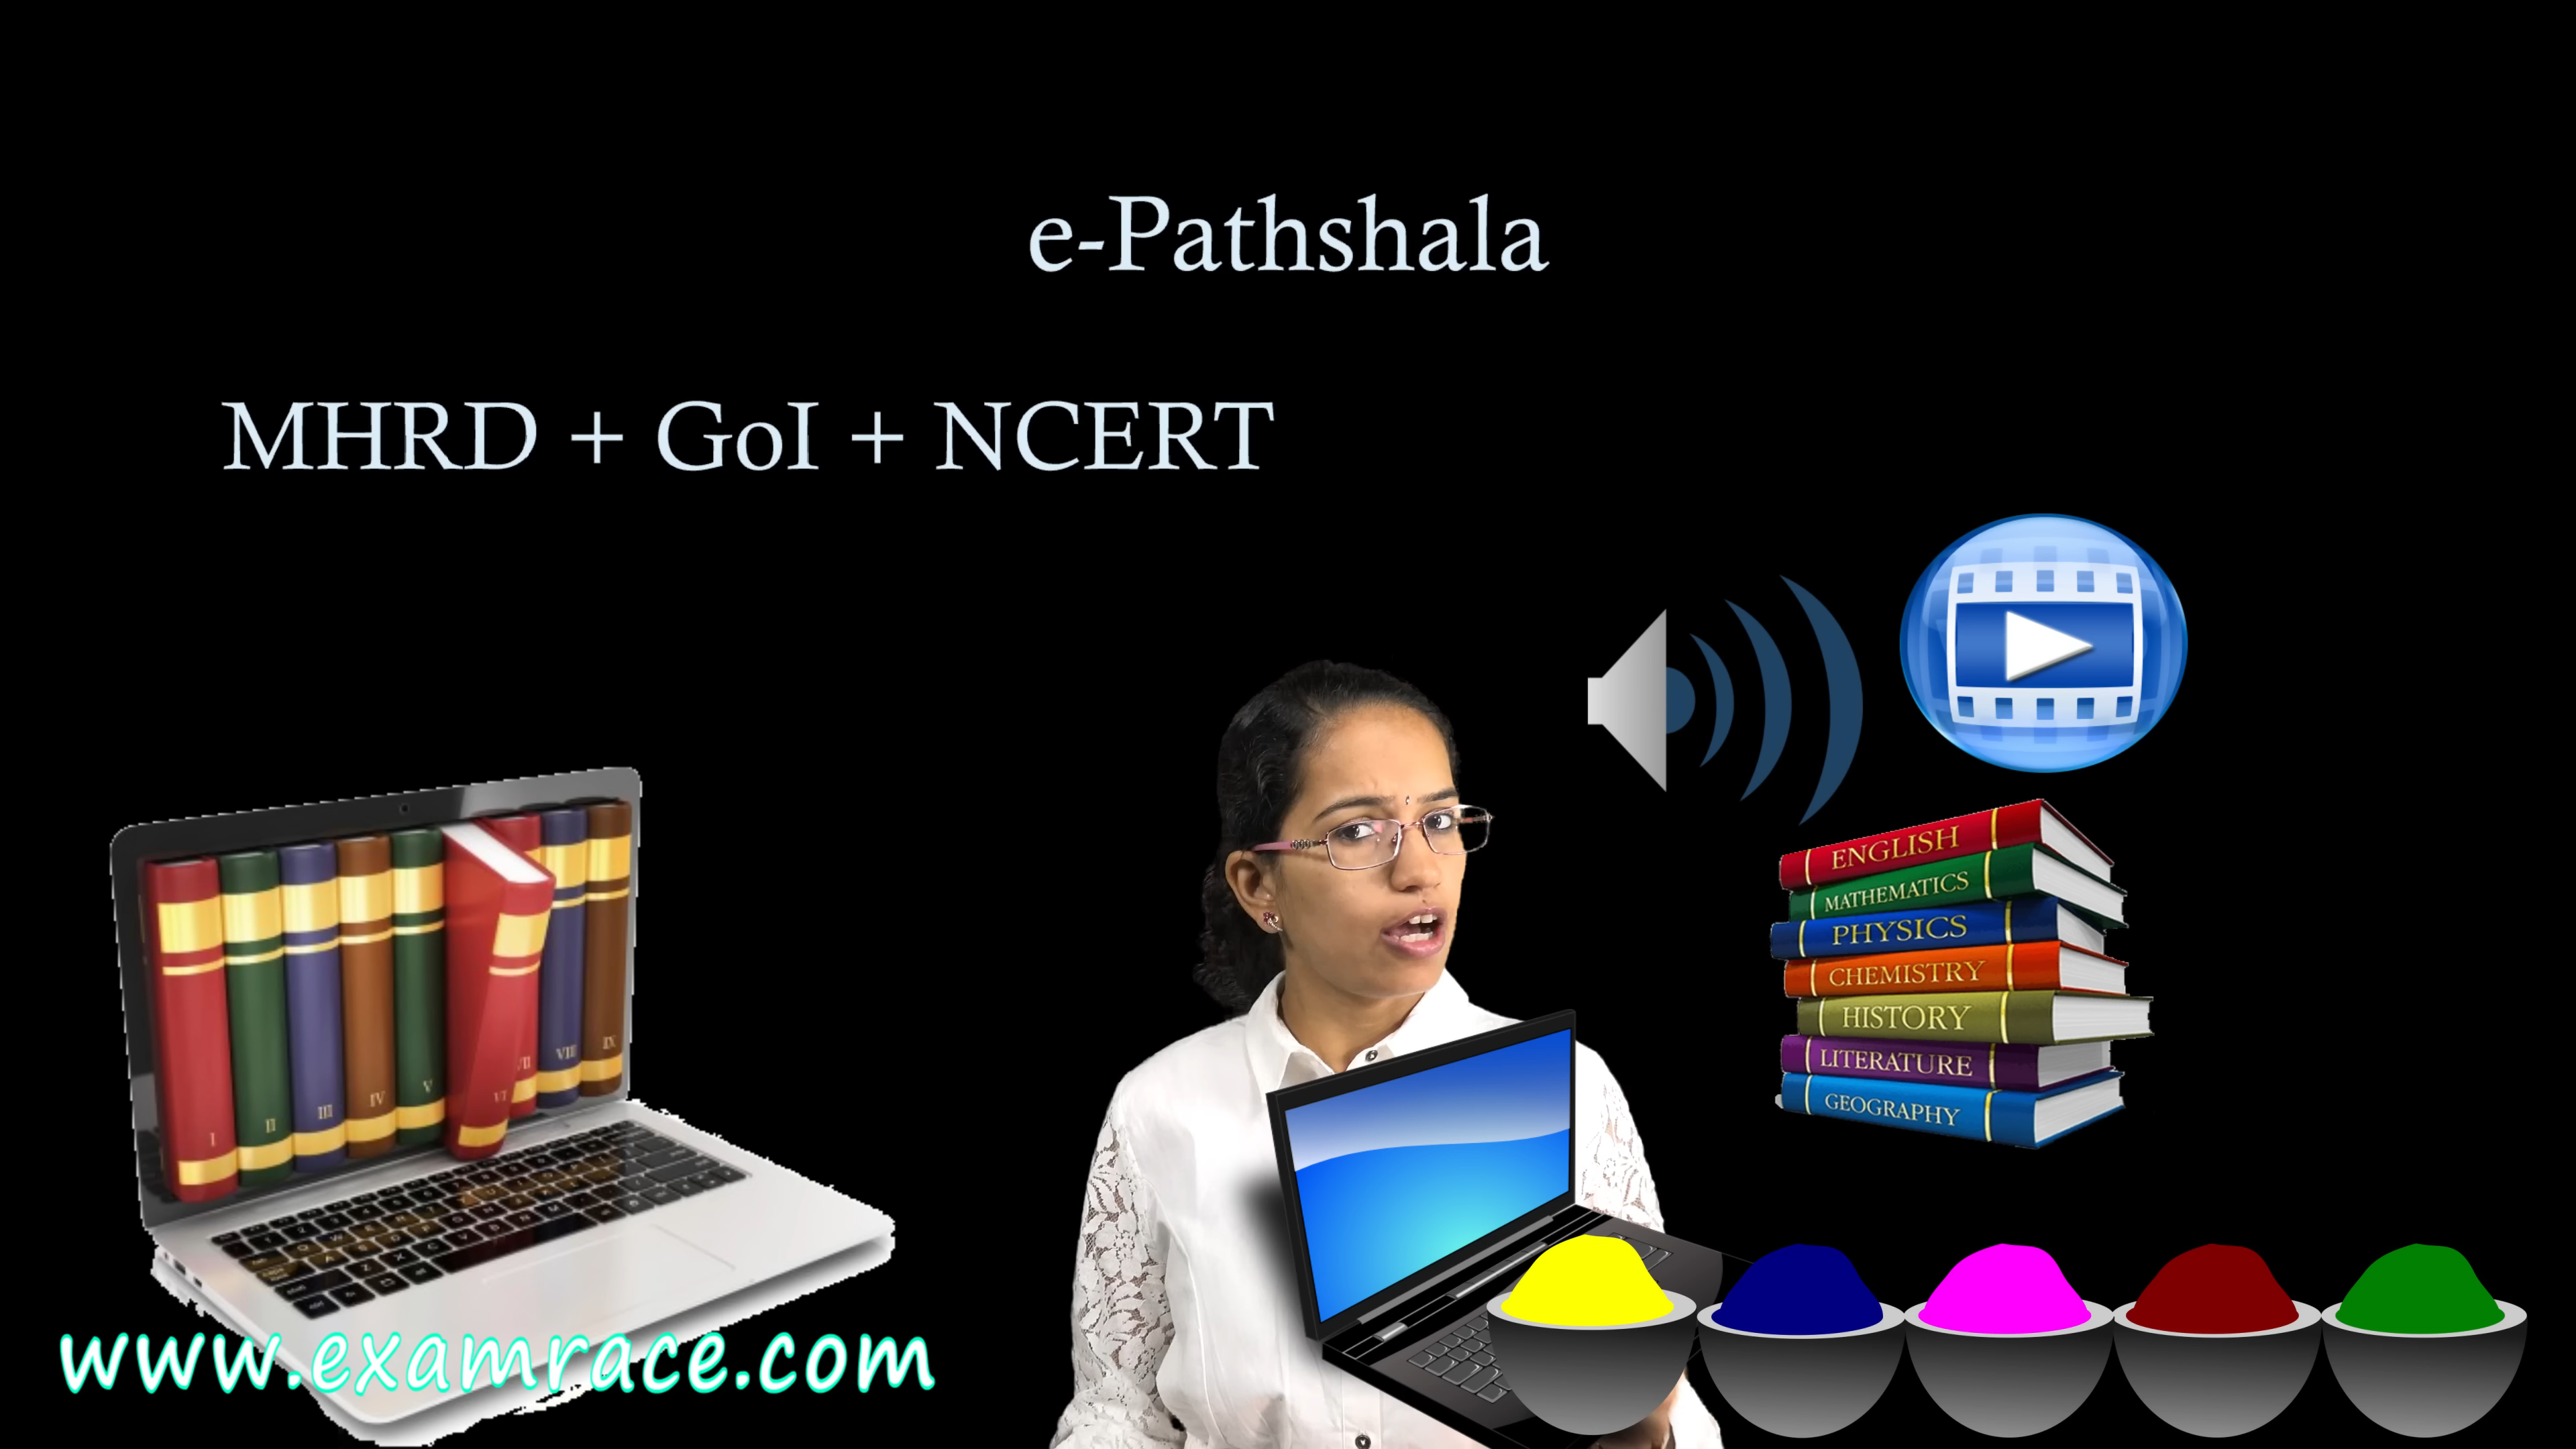 e-Pathshala
MHRD + GoI + NCERT
ENGLISH
MATHEMATICS
PHYSICS
CHEMISTRY
HISTORY
LITERATURE
GEOGRAPHY
I II III IV V VI VII VIII IX
www.examrace.com